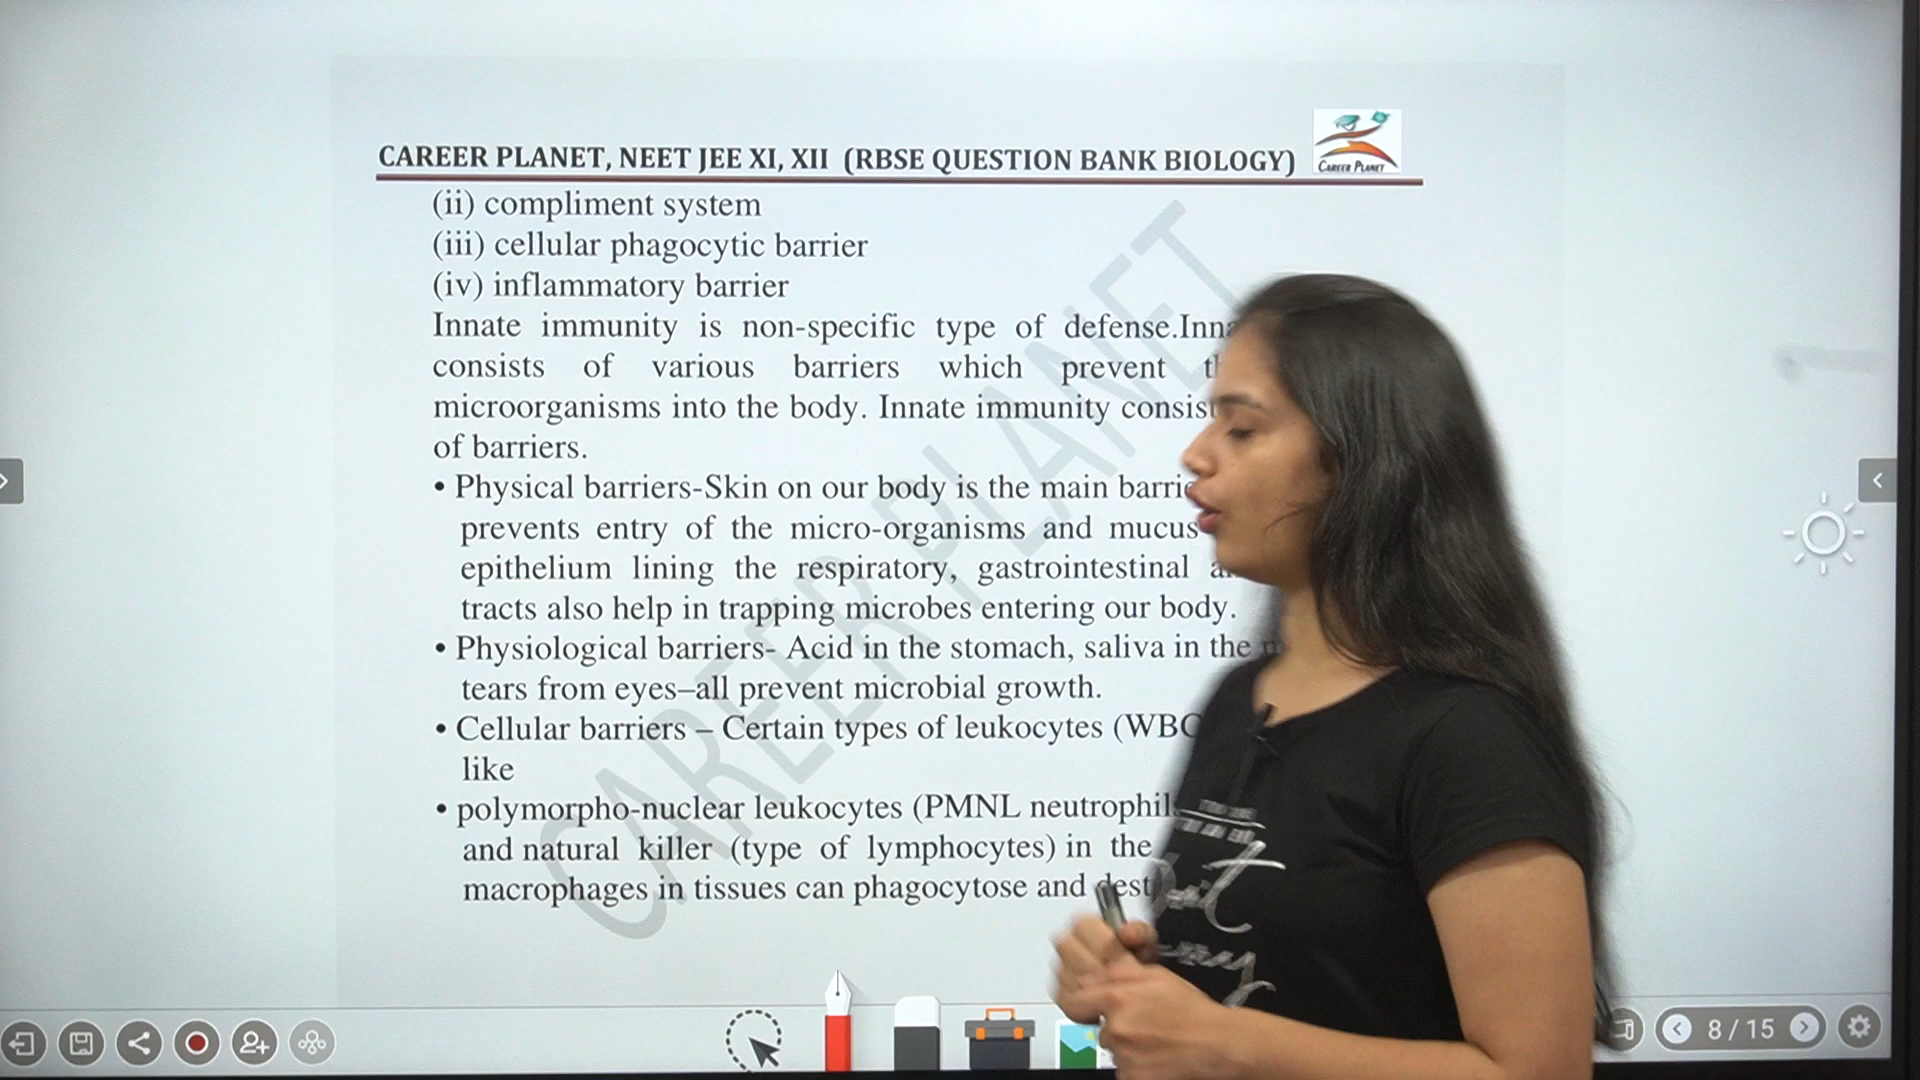 CAREER PLANET, NEET JEE XI, XII (RBSE QUESTION BANK BIOLOGY)
CAREER PLANET
(ii) compliment system
(iii) cellular phagocytic barrier
(iv) inflammatory barrier
Innate immunity is non-specific type of defense.
consists of various barriers which prevent
microorganisms into the body. Innate immunity
of barriers.
• Physical barriers-Skin on our body is the main
prevents entry of the micro-organisms and mucus
epithelium lining the respiratory, gastrointestinal
tracts also help in trapping microbes entering our body.
• Physiological barriers- Acid in the stomach, saliva in the
tears from eyes–all prevent microbial growth.
• Cellular barriers – Certain types of leukocytes
like
• polymorpho-nuclear leukocytes (PMNL
and natural killer (type of lymphocytes) in the
macrophages in tissues can phagocytose and
CAREER PLANET
8 / 15